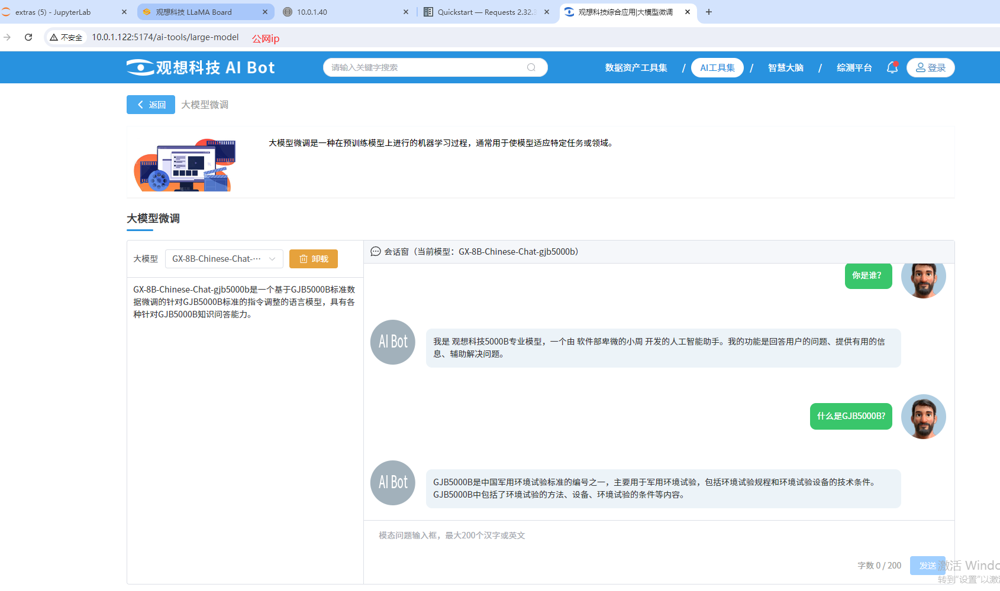 extras (5) - JupyterLab
观想科技 LLaMA Board
10.0.1.40
Quickstart — Requests 2.32.3
观想科技综合应用|大模型微调
不安全
10.0.1.122:5174/ai-tools/large-model
公网ip
观想科技 AI Bot
请输入关键字搜索
数据资产工具集 / AI工具集 / 智慧大脑 / 综测平台
登录
返回
大模型微调
大模型微调是一种在预训练模型上进行的机器学习过程，通常用于使模型适应特定任务或领域。
大模型微调
大模型
GX-8B-Chinese-Chat-···
卸载
GX-8B-Chinese-Chat-gjb5000b是一个基于GJB5000B标准数
据微调的针对GJB5000B标准的指令调整的语言模型，具有各
种针对GJB5000B知识问答能力。
会话窗（当前模型：GX-8B-Chinese-Chat-gjb5000b）
你是谁？
AI Bot
我是 观想科技5000B专业模型，一个由 软件部卑微的小周 开发的人工智能助手。我的功能是回答用户的问题、提供有用的信
息、辅助解决问题。
什么是GJB5000B?
AI Bot
GJB5000B是中国军用环境试验标准的编号之一，主要用于军用环境试验，包括环境试验规程和环境试验设备的技术条件。
GJB5000B中包括了环境试验的方法、设备、环境试验的条件等内容。
模态问题输入框，最大200个汉字或英文
字数 0 / 200
发送
激活 Windo
转到"设置"以激